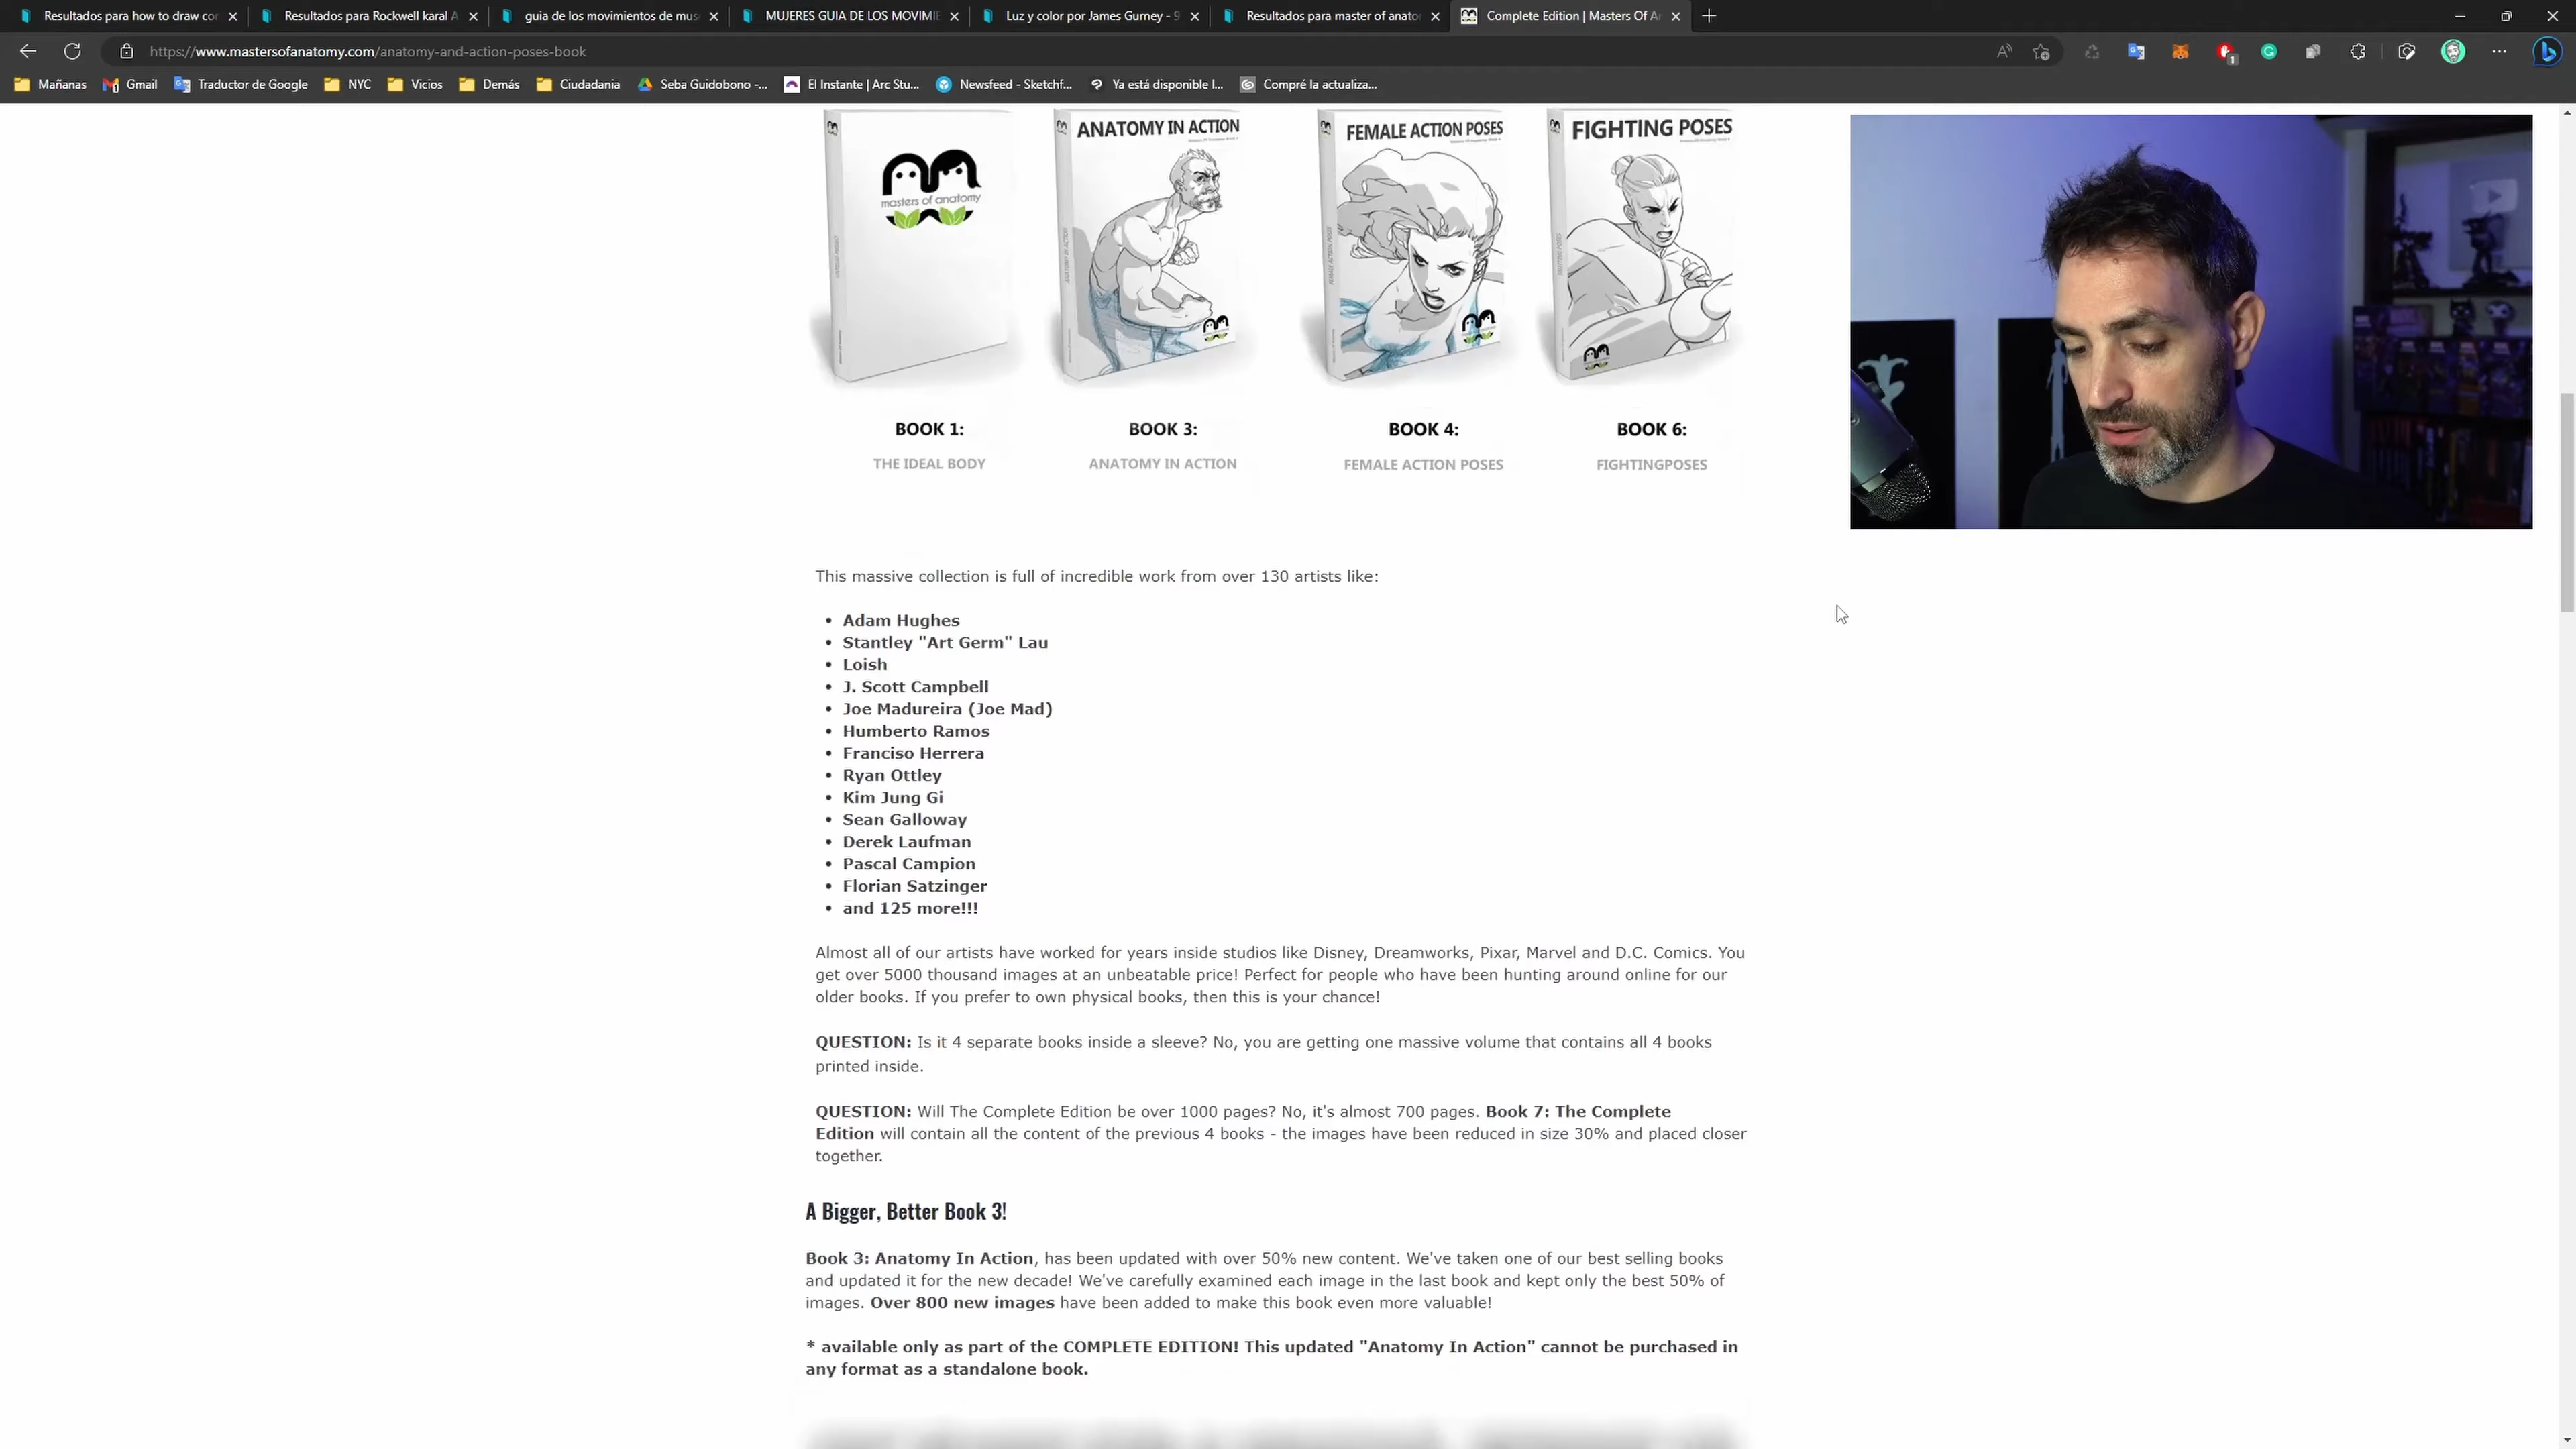 Resultados para how to draw cor
Resultados para Rockwell karal A
guia de los movimientos de mus
MUJERES GUIA DE LOS MOVIMIE
Luz y color por James Gurney - 9
Resultados para master of anator
Complete Edition | Masters Of An
https://www.mastersofanatomy.com/anatomy-and-action-poses-book
Mañanas
Gmail
Traductor de Google
NYC
Vicios
Demás
Ciudadania
Seba Guidobono -...
El Instante | Arc Stu...
Newsfeed - Sketchf...
Ya está disponible l...
Compré la actualiza...
masters of anatomy
ANATOMY IN ACTION
FEMALE ACTION POSES
FIGHTING POSES
BOOK 1:
THE IDEAL BODY
BOOK 3:
ANATOMY IN ACTION
BOOK 4:
FEMALE ACTION POSES
BOOK 6:
FIGHTINGPOSES
This massive collection is full of incredible work from over 130 artists like:
• Adam Hughes
• Stantley "Art Germ" Lau
• Loish
• J. Scott Campbell
• Joe Madureira (Joe Mad)
• Humberto Ramos
• Franciso Herrera
• Ryan Ottley
• Kim Jung Gi
• Sean Galloway
• Derek Laufman
• Pascal Campion
• Florian Satzinger
• and 125 more!!!
Almost all of our artists have worked for years inside studios like Disney, Dreamworks, Pixar, Marvel and D.C. Comics. You
get over 5000 thousand images at an unbeatable price! Perfect for people who have been hunting around online for our
older books. If you prefer to own physical books, then this is your chance!
QUESTION: Is it 4 separate books inside a sleeve? No, you are getting one massive volume that contains all 4 books
printed inside.
QUESTION: Will The Complete Edition be over 1000 pages? No, it's almost 700 pages. Book 7: The Complete
Edition will contain all the content of the previous 4 books - the images have been reduced in size 30% and placed closer
together.
A Bigger, Better Book 3!
Book 3: Anatomy In Action, has been updated with over 50% new content. We've taken one of our best selling books
and updated it for the new decade! We've carefully examined each image in the last book and kept only the best 50% of
images. Over 800 new images have been added to make this book even more valuable!
* available only as part of the COMPLETE EDITION! This updated "Anatomy In Action" cannot be purchased in
any format as a standalone book.